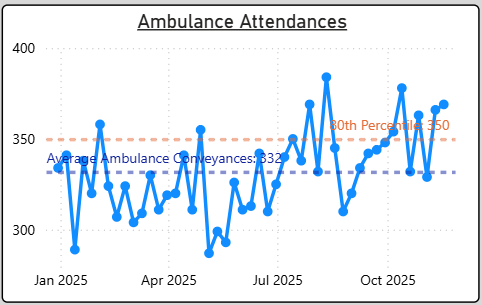 Ambulance Attendances
400
80th Percentile: 350
350
Average Ambulance Conveyances: 332
300
Jan 2025 Apr 2025 Jul 2025 Oct 2025